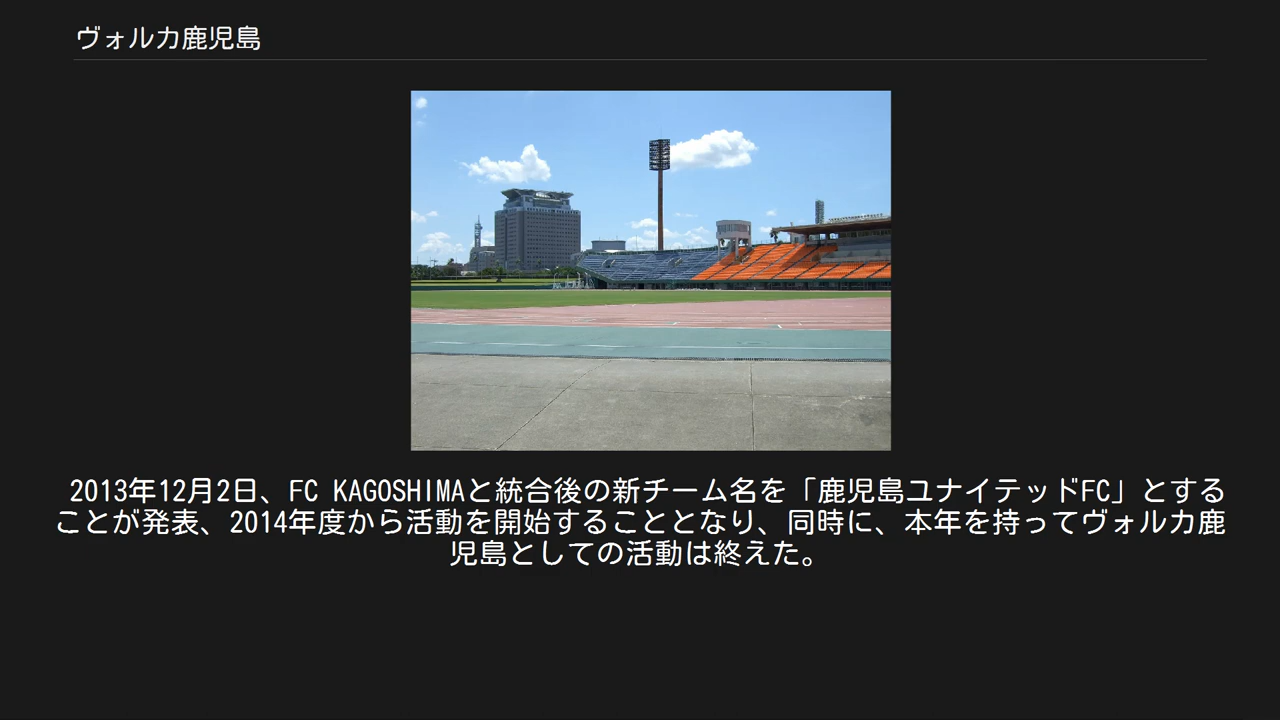 ヴォルカ鹿児島
2013年12月2日、FC KAGOSHIMAと統合後の新チーム名を「鹿児島ユナイテッドFC」とする
ことが発表、2014年度から活動を開始することとなり、同時に、本年を持ってヴォルカ鹿
児島としての活動は終えた。